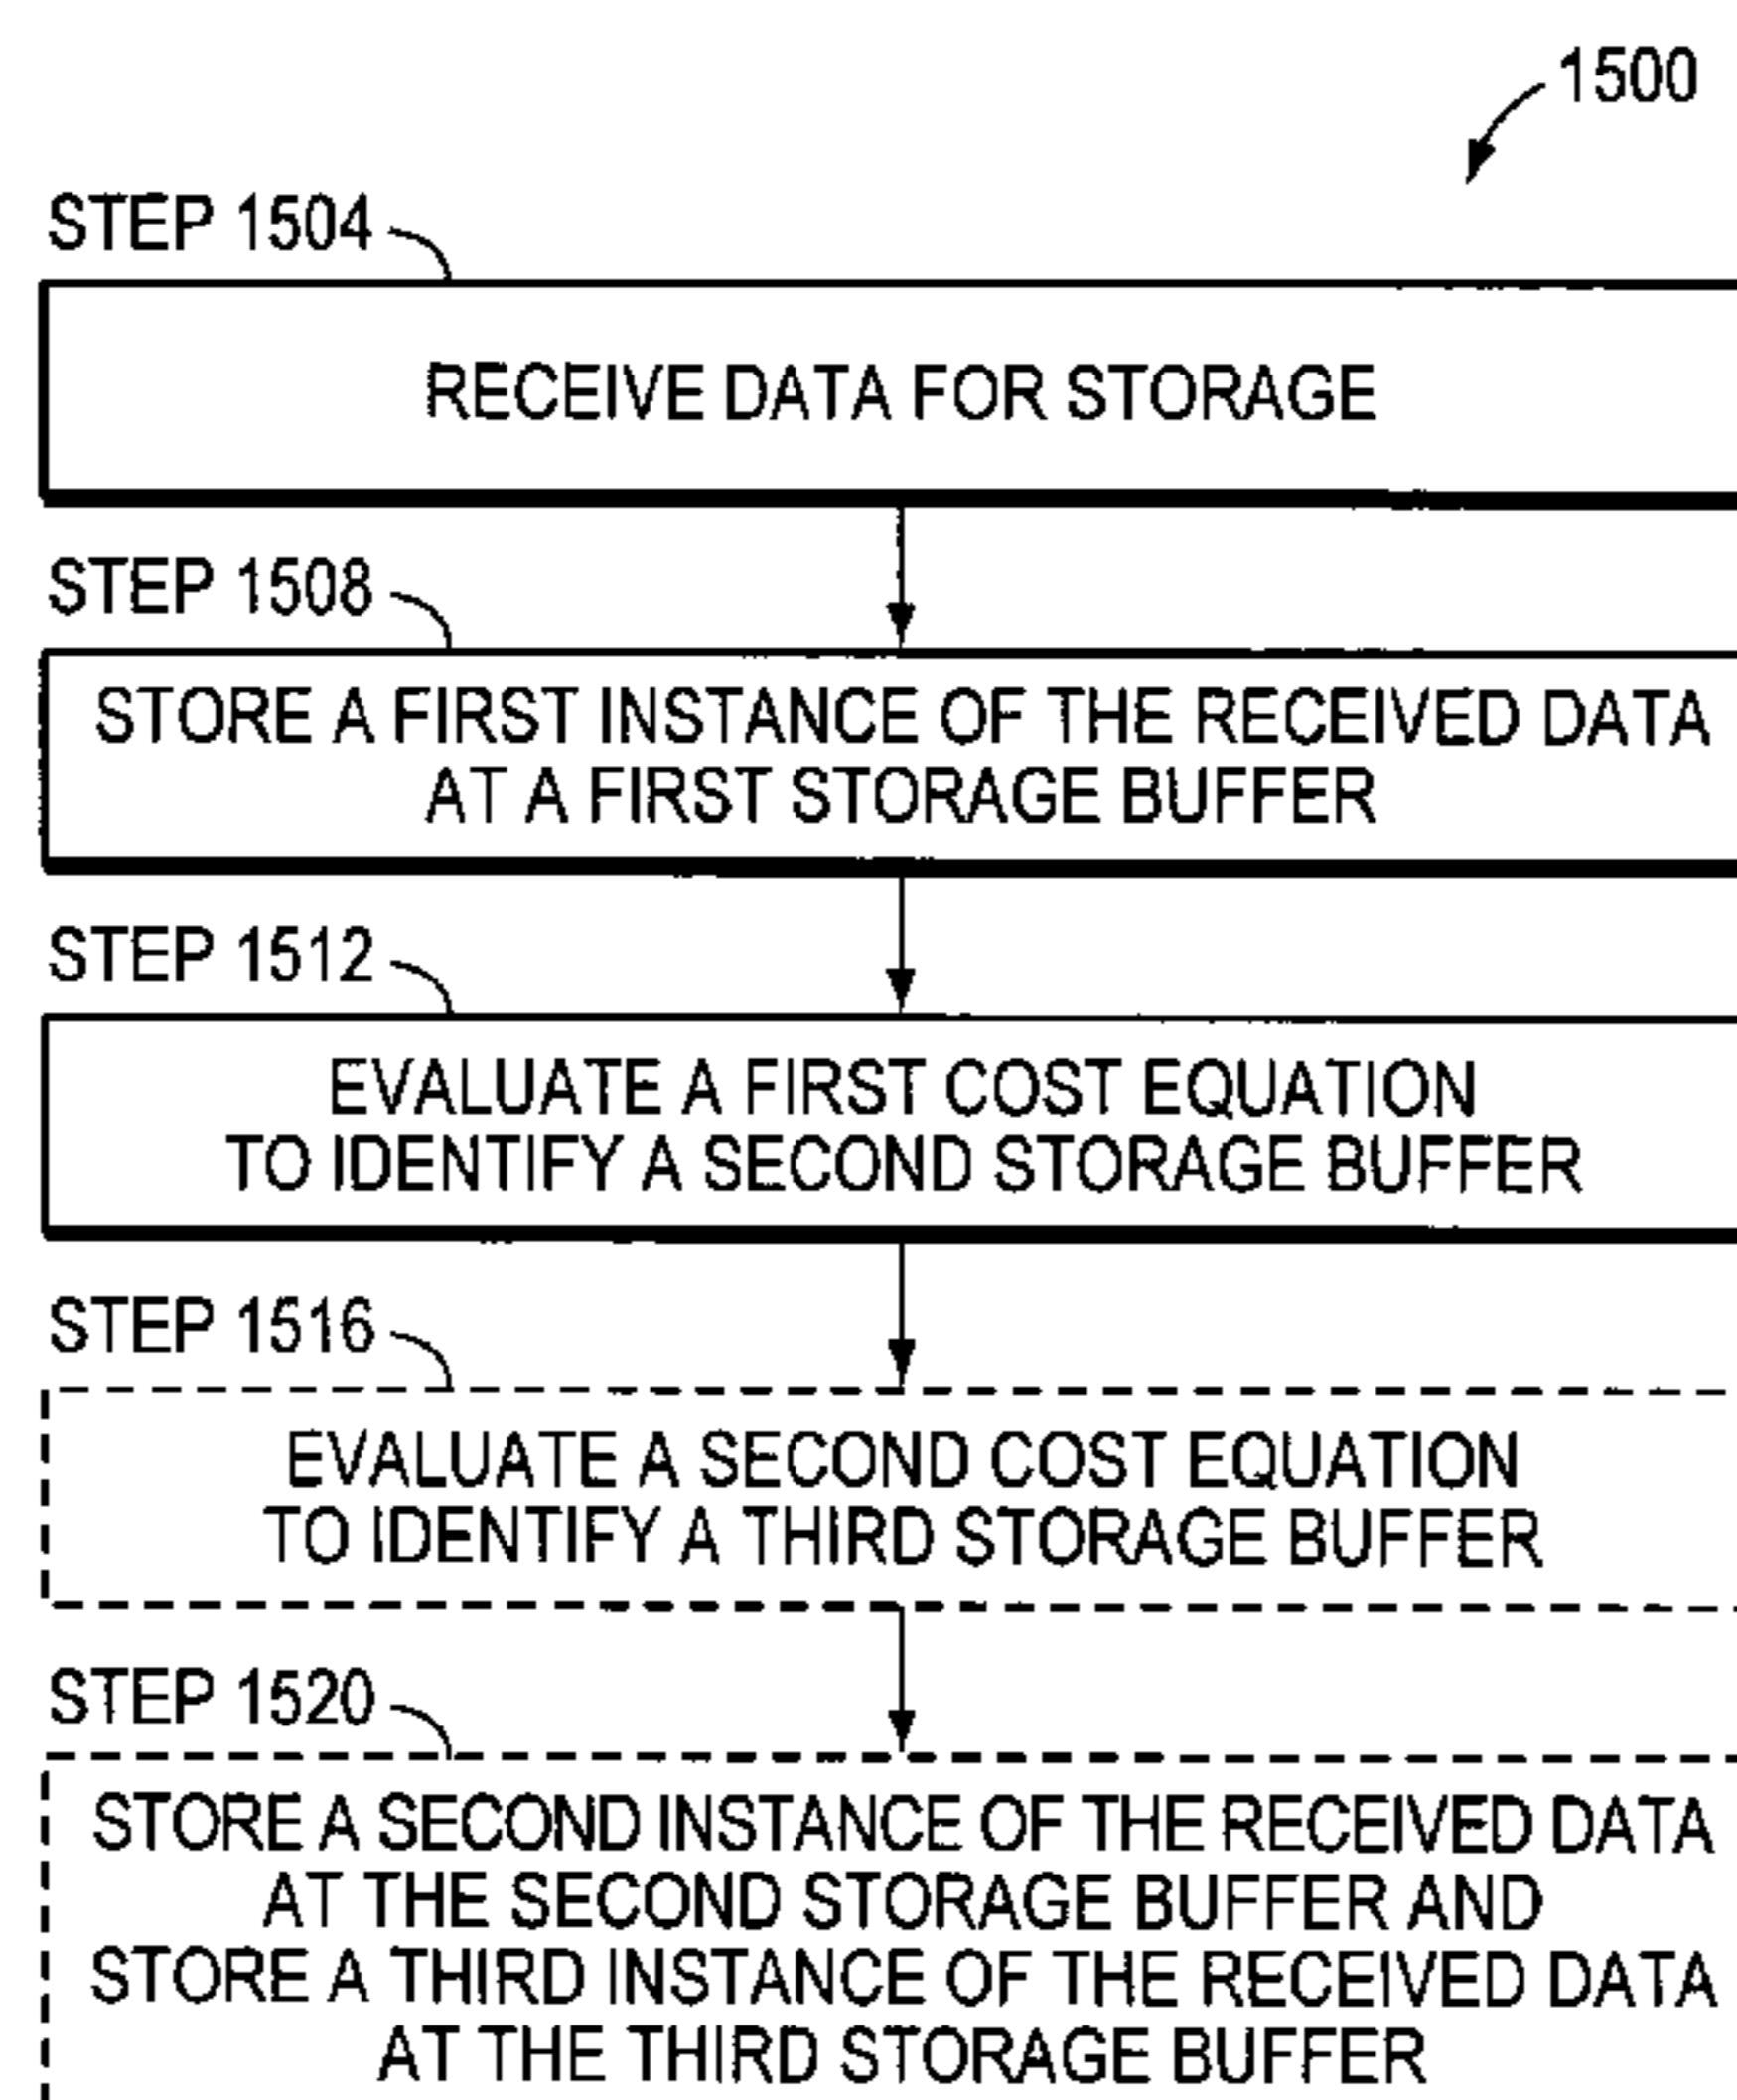 1500
STEP 1504
RECEIVE DATA FOR STORAGE
STEP 1508
STORE A FIRST INSTANCE OF THE RECEIVED DATA
AT A FIRST STORAGE BUFFER
STEP 1512
EVALUATE A FIRST COST EQUATION
TO IDENTIFY A SECOND STORAGE BUFFER
STEP 1516
EVALUATE A SECOND COST EQUATION
TO IDENTIFY A THIRD STORAGE BUFFER
STEP 1520
STORE A SECOND INSTANCE OF THE RECEIVED DATA
AT THE SECOND STORAGE BUFFER AND
STORE A THIRD INSTANCE OF THE RECEIVED DATA
AT THE THIRD STORAGE BUFFER